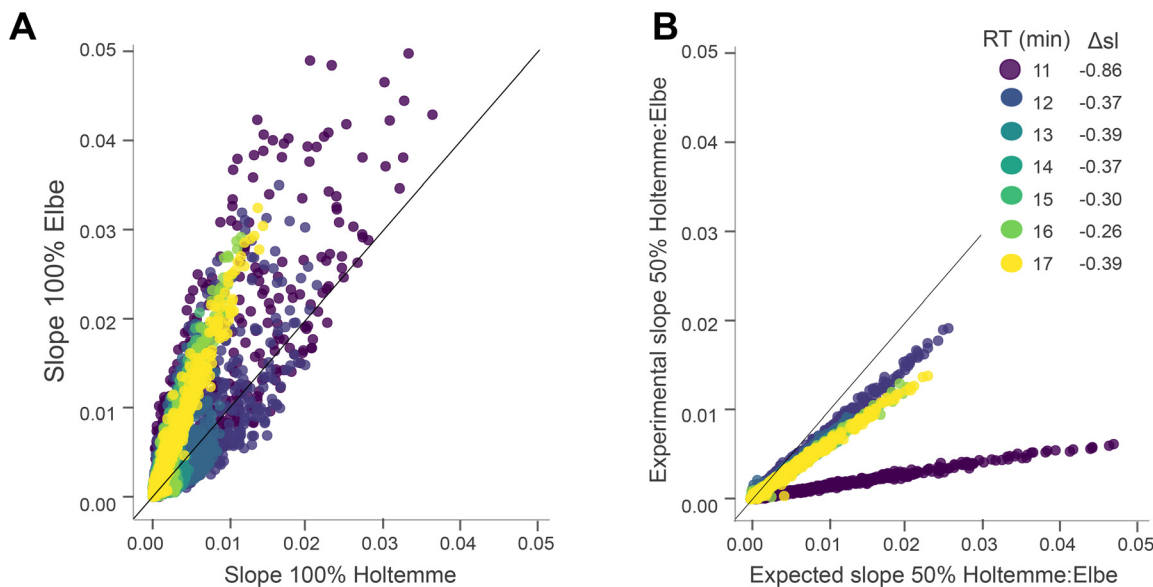 A
Slope 100% Elbe
0.05
0.04
0.03
0.02
0.01
0.00
0.00 0.01 0.02 0.03 0.04 0.05
Slope 100% Holtemme
B
Experimental slope 50% Holtemme:Elbe
0.05
0.04
0.03
0.02
0.01
0.00
0.00 0.01 0.02 0.03 0.04 0.05
Expected slope 50% Holtemme:Elbe
RT (min) Δsl
11 -0.86
12 -0.37
13 -0.39
14 -0.37
15 -0.30
16 -0.26
17 -0.39